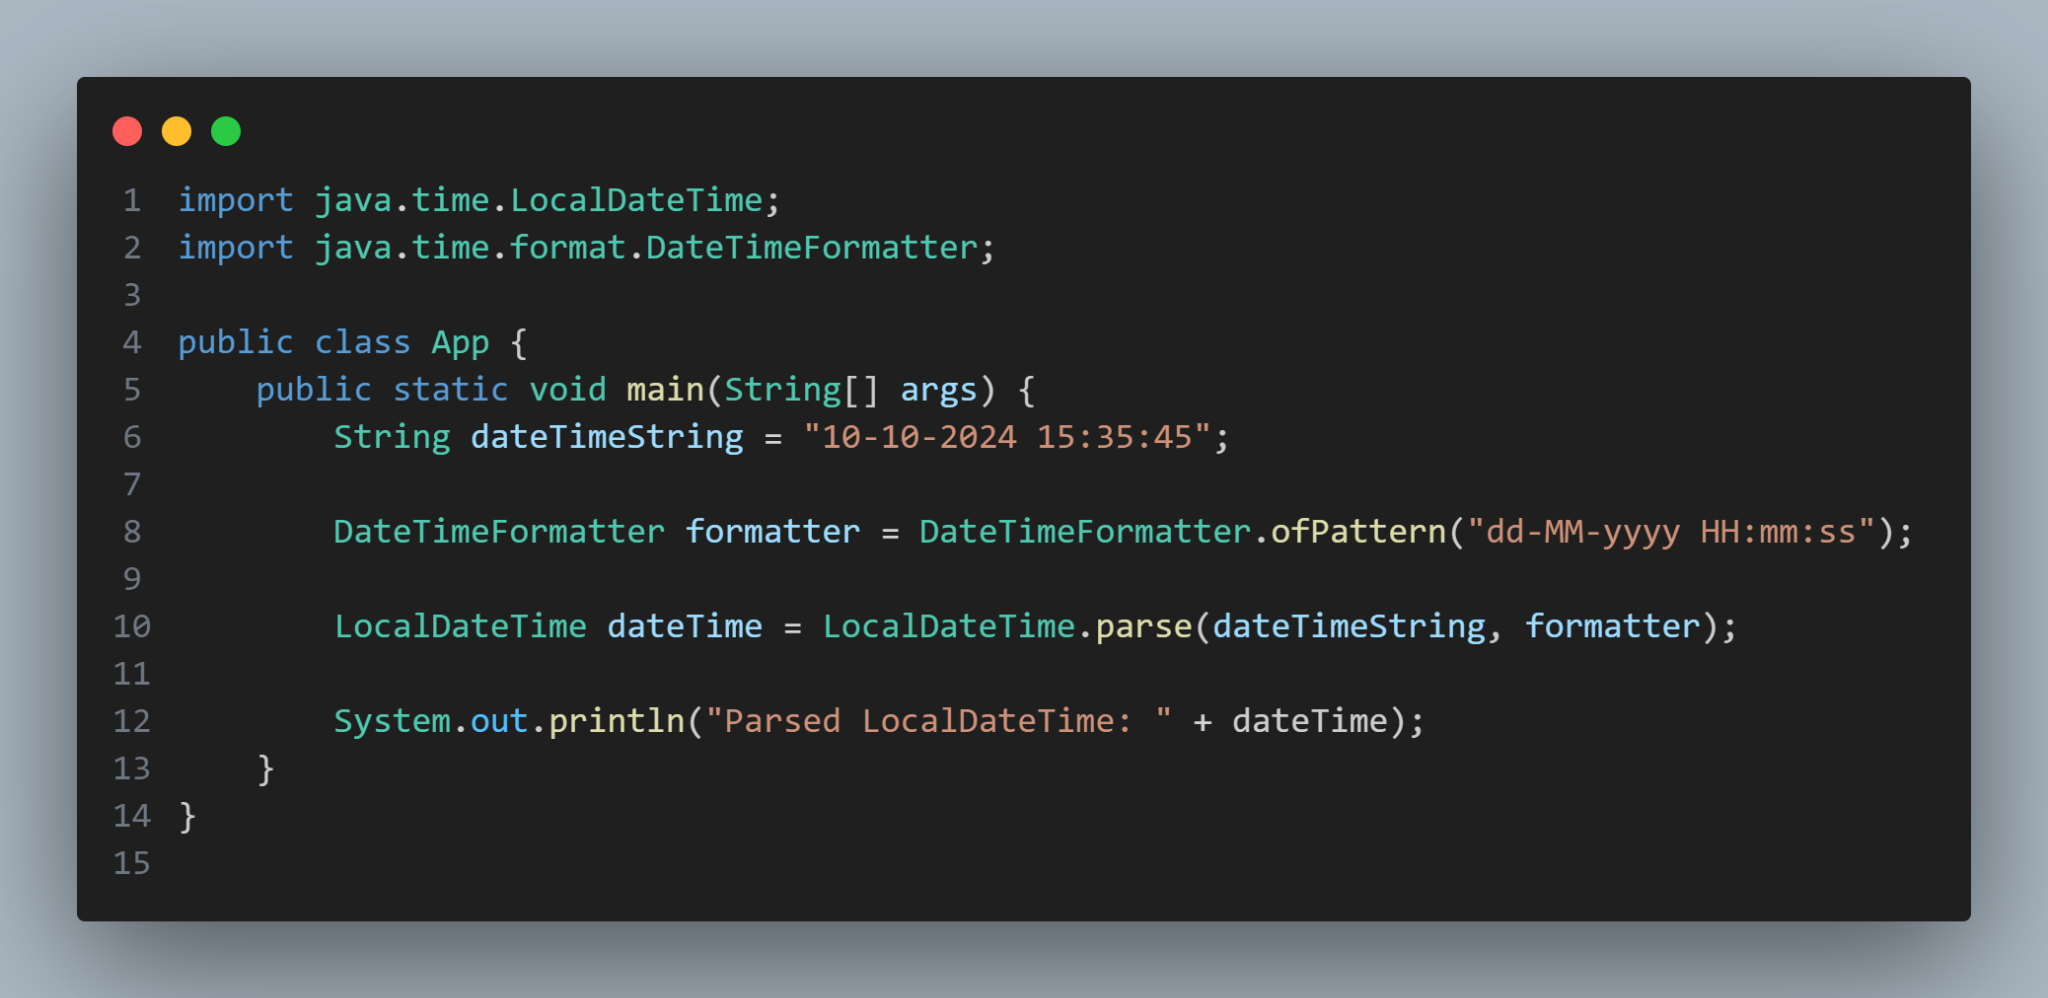 1 import java.time.LocalDateTime;
2 import java.time.format.DateTimeFormatter;
3
4 public class App {
5     public static void main(String[] args) {
6         String dateTimeString = "10-10-2024 15:35:45";
7
8         DateTimeFormatter formatter = DateTimeFormatter.ofPattern("dd-MM-yyyy HH:mm:ss");
9
10         LocalDateTime dateTime = LocalDateTime.parse(dateTimeString, formatter);
11
12         System.out.println("Parsed LocalDateTime: " + dateTime);
13     }
14 }
15